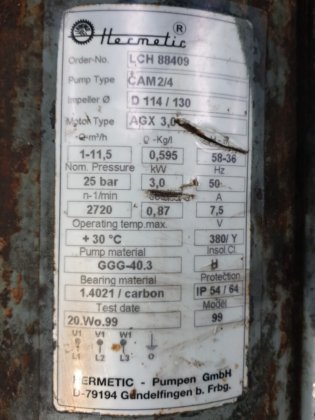 Hermetic ®
Order-No. LCH 88409
Pump Type CAM2/4
Impeller Ø D 114 / 130
Motor Type AGX 3,0
Q-m³/h Q -Kg/l
1-11,5 0,595 58-36
Nom. Pressure kW Hz
25 bar 3,0 50
n-1/min A
2720 0,87 7,5
Operating temp.max. V
+ 30 °C 380/ Y
Pump material Insol Cl
GGG-40.3 H
Bearing material Protection
1.4021 / carbon IP 54 / 64
Test date Model
20.Wo.99 99
U1 V1 W1
L1 L2 L3 O
HERMETIC - Pumpen GmbH
D-79194 Gundelfingen b. Frbg.